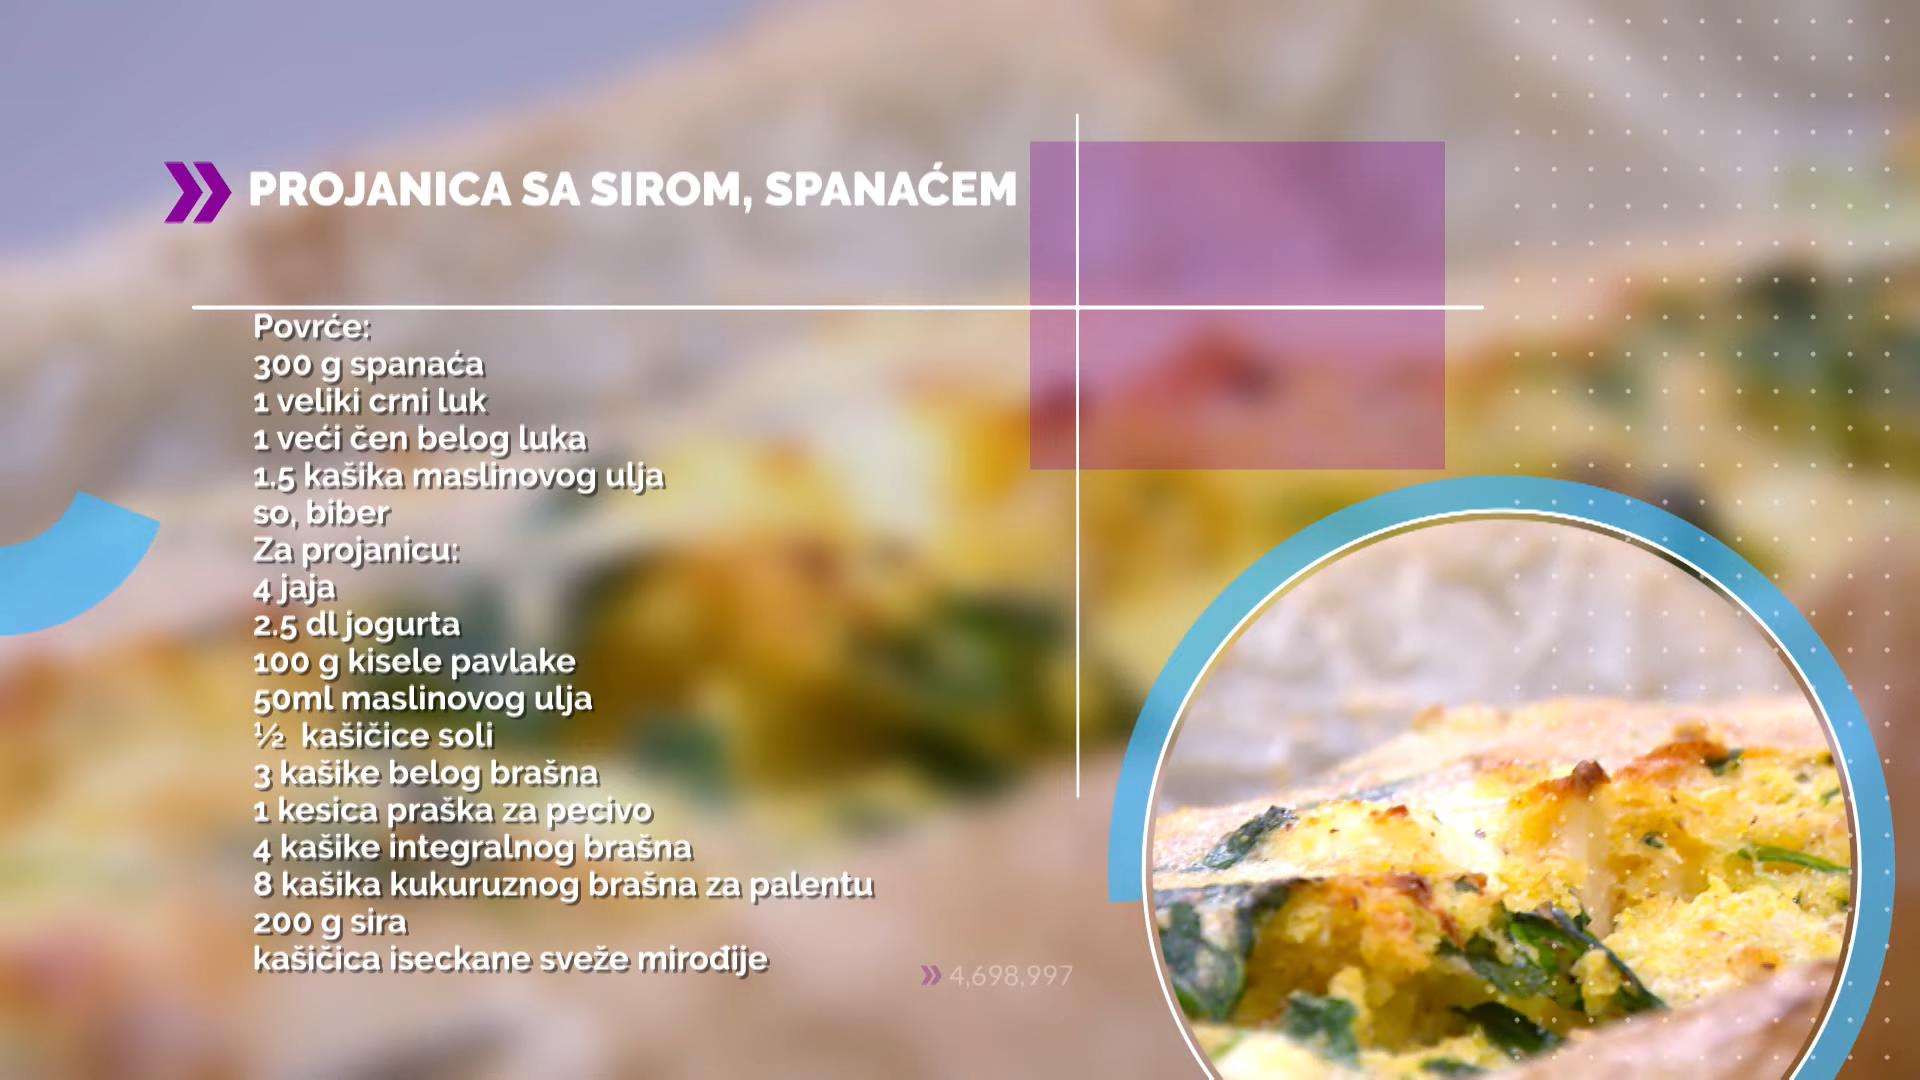 PROJANICA SA SIROM, SPANAĆEM
Povrće:
300 g spanaća
1 veliki crni luk
1 veći čen belog luka
1.5 kašika maslinovog ulja
so, biber
Za projanicu:
4 jaja
2.5 dl jogurta
100 g kisele pavlake
50ml maslinovog ulja
½  kašičice soli
3 kašike belog brašna
1 kesica praška za pecivo
4 kašike integralnog brašna
8 kašika kukuruznog brašna za palentu
200 g sira
kašičica iseckane sveže mirođije
4,698,997